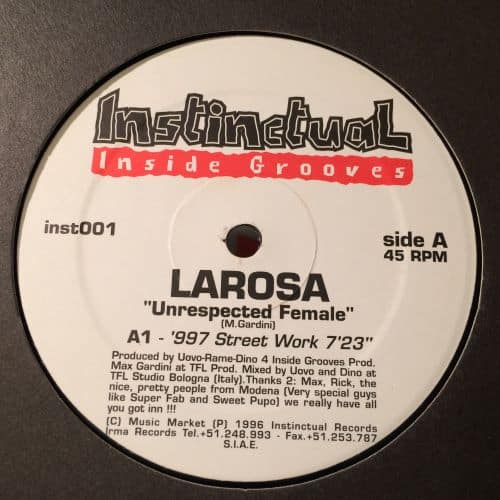 Instinctual
Inside Grooves
inst001
side A
45 RPM
LAROSA
"Unrespected Female"
(M.Gardini)
A1 - '997 Street Work 7'23"
Produced by Uovo-Rame-Dino 4 Inside Grooves Prod.
Max Gardini at TFL Prod. Mixed by Uovo and Dino at
TFL Studio Bologna (Italy).Thanks 2: Max, Rick, the
nice, pretty people from Modena (Very special guys
like Super Fab and Sweet Pupo) we really have all
you got inn !!!
(C) Music Market (P) 1996 Instinctual Records
Irma Records Tel.+51.248.993 - Fax.+51.253.787
S.I.A.E.